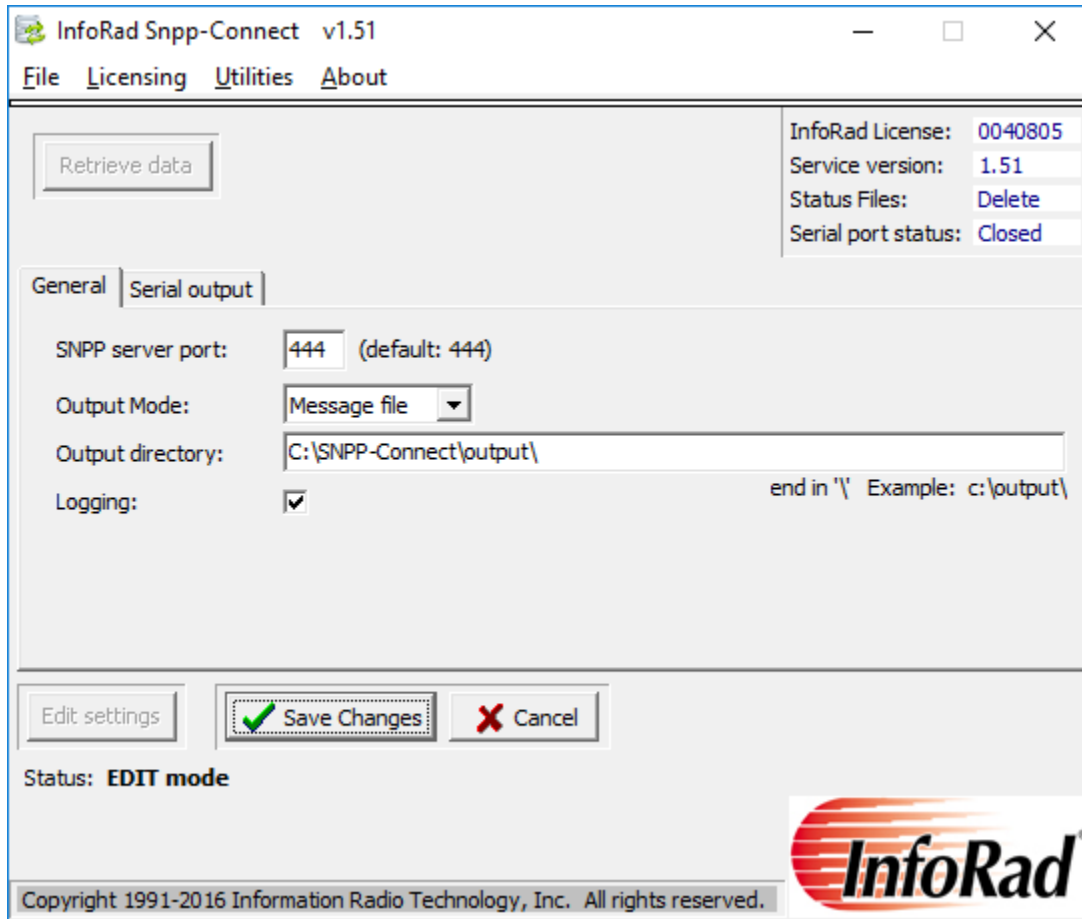 InfoRad Snpp-Connect v1.51
File Licensing Utilities About
Retrieve data
InfoRad License: 0040805
Service version: 1.51
Status Files: Delete
Serial port status: Closed
General Serial output
SNPP server port: 444 (default: 444)
Output Mode: Message file
Output directory: C:\SNPP-Connect\output\
end in '\' Example: c:\output\
Logging:
Edit settings Save Changes Cancel
Status: EDIT mode
InfoRad
Copyright 1991-2016 Information Radio Technology, Inc. All rights reserved.